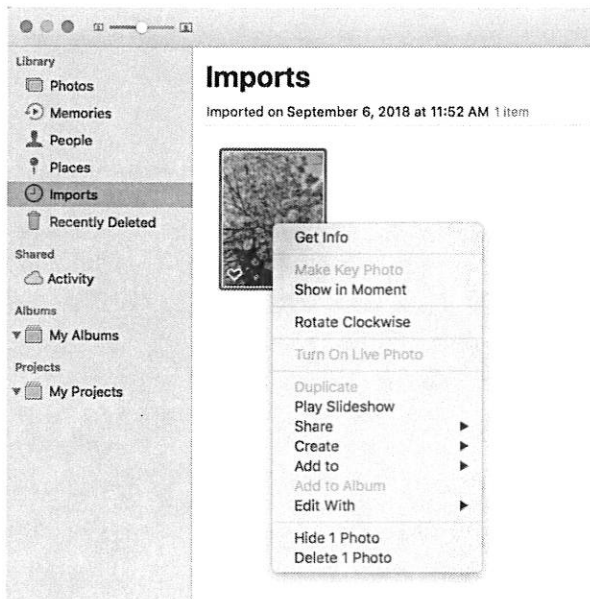 Library
Photos
Memories
People
Places
Imports
Recently Deleted
Shared
Activity
Albums
My Albums
Projects
My Projects
Imports
Imported on September 6, 2018 at 11:52 AM 1 item
Get Info
Make Key Photo
Show in Moment
Rotate Clockwise
Turn On Live Photo
Duplicate
Play Slideshow
Share
Create
Add to
Add to Album
Edit With
Hide 1 Photo
Delete 1 Photo